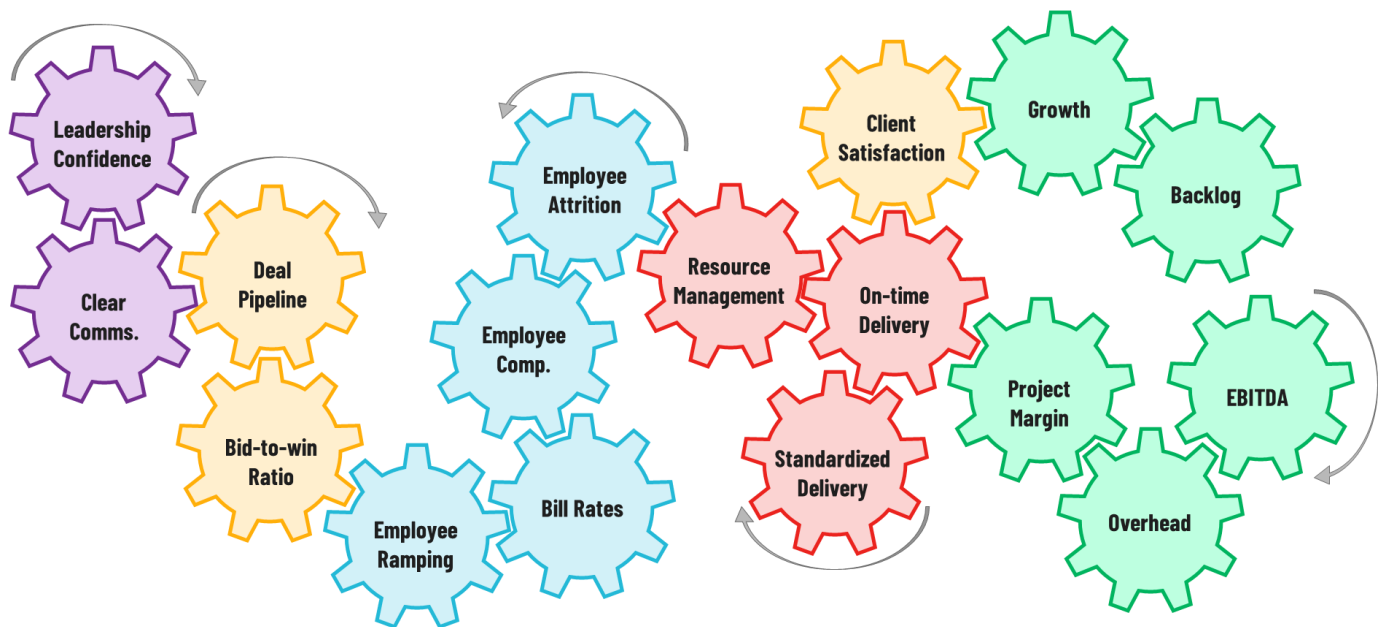 Leadership
Confidence
Clear
Comms.
Deal
Pipeline
Bid-to-win
Ratio
Employee
Ramping
Bill Rates
Employee
Comp.
Employee
Attrition
Resource
Management
On-time
Delivery
Standardized
Delivery
Client
Satisfaction
Growth
Backlog
Project
Margin
Overhead
EBITDA